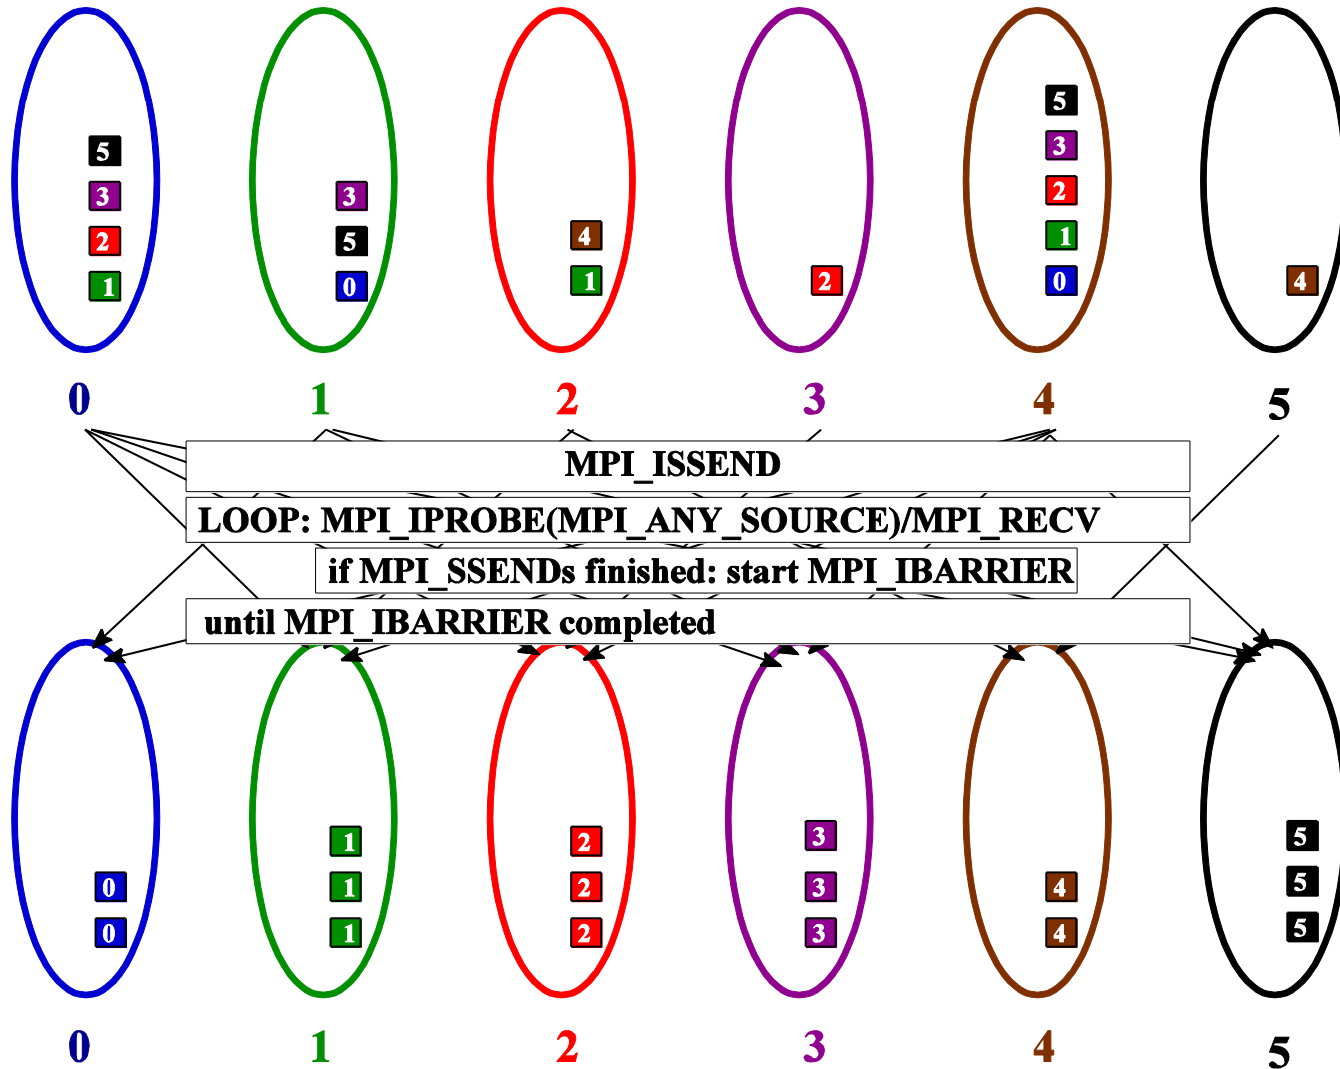 5
5
3
3
3
2
5
4
2
1
1
0
1
2
0
4
0
1
2
3
4
5
MPI_ISSEND
LOOP: MPI_IPROBE(MPI_ANY_SOURCE)/MPI_RECV
if MPI_SSENDs finished: start MPI_IBARRIER
until MPI_IBARRIER completed
1 2 3 5
0 1 2 3 4 5
0 1 2 3 4 5
0 1 2 3 4 5